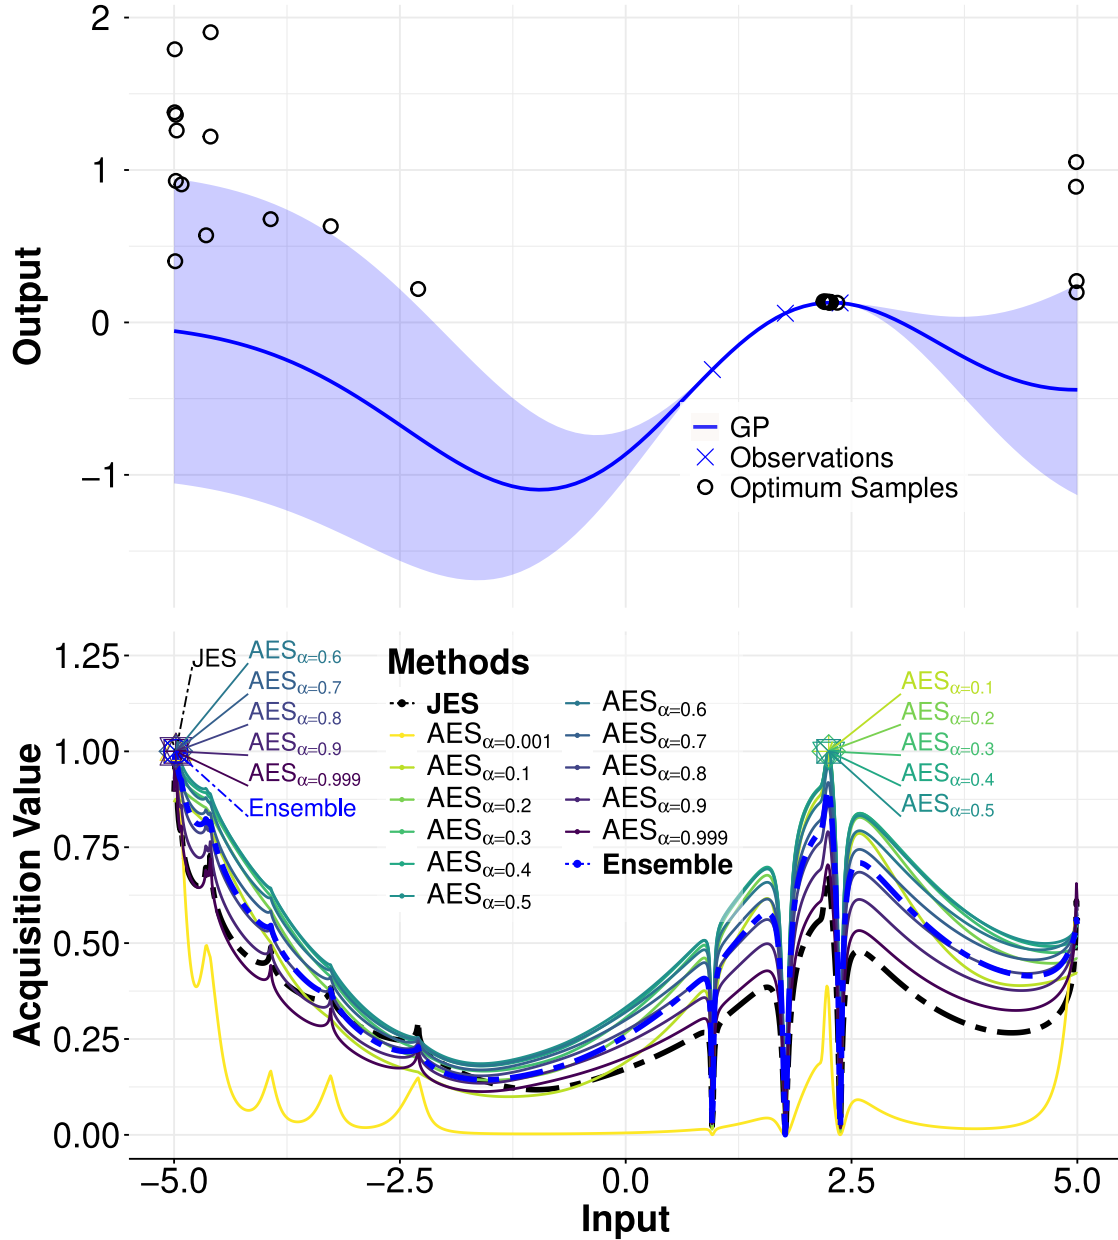 2
1
0
−1
Output
GP
Observations
Optimum Samples
1.25
1.00
0.75
0.50
0.25
0.00
Acquisition Value
JES
AESα=0.6
AESα=0.7
AESα=0.8
AESα=0.9
AESα=0.999
Ensemble
Methods
JES
AESα=0.001
AESα=0.1
AESα=0.2
AESα=0.3
AESα=0.4
AESα=0.5
AESα=0.6
AESα=0.7
AESα=0.8
AESα=0.9
AESα=0.999
Ensemble
AESα=0.1
AESα=0.2
AESα=0.3
AESα=0.4
AESα=0.5
−5.0 −2.5 0.0 2.5 5.0
Input